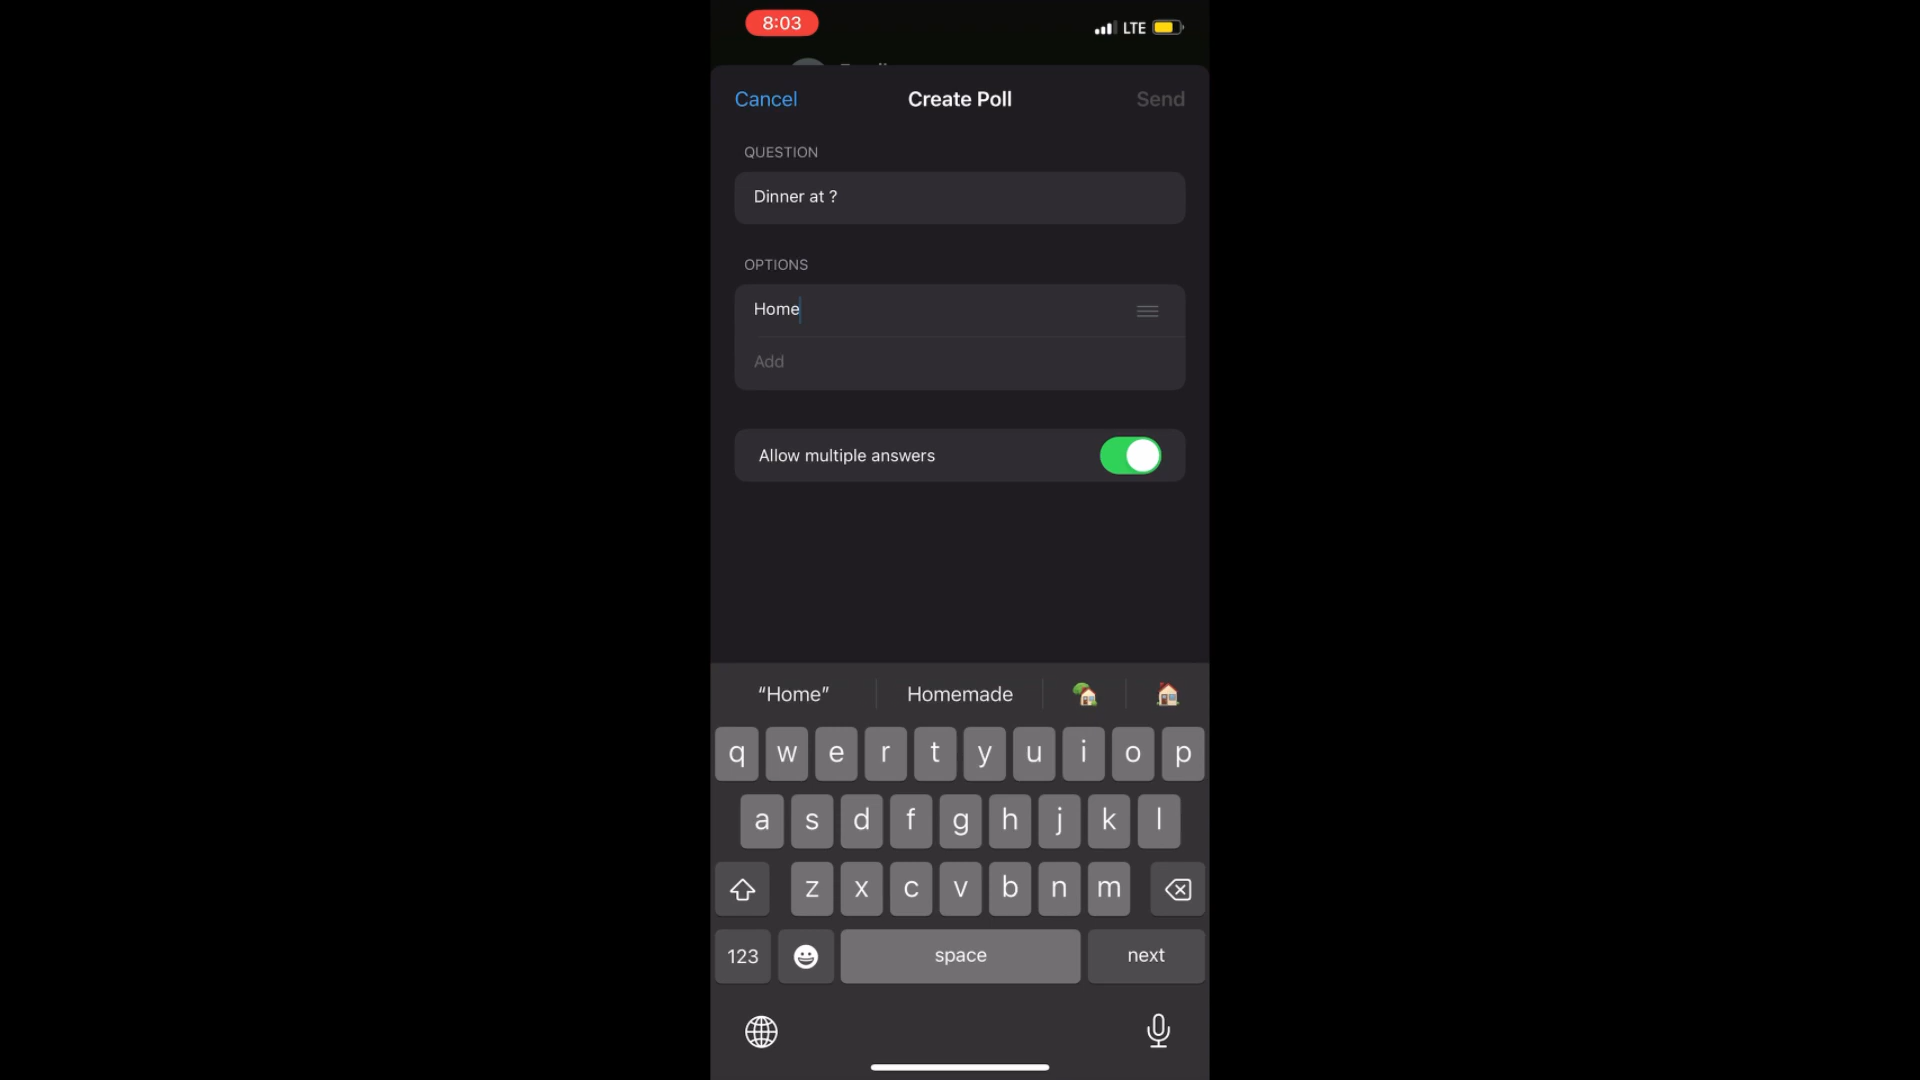 8:03
LTE
Cancel
Create Poll
Send
QUESTION
Dinner at ?
OPTIONS
Home
Add
Allow multiple answers
“Home”
Homemade
q w e r t y u i o p
a s d f g h j k l
z x c v b n m
123
space
next